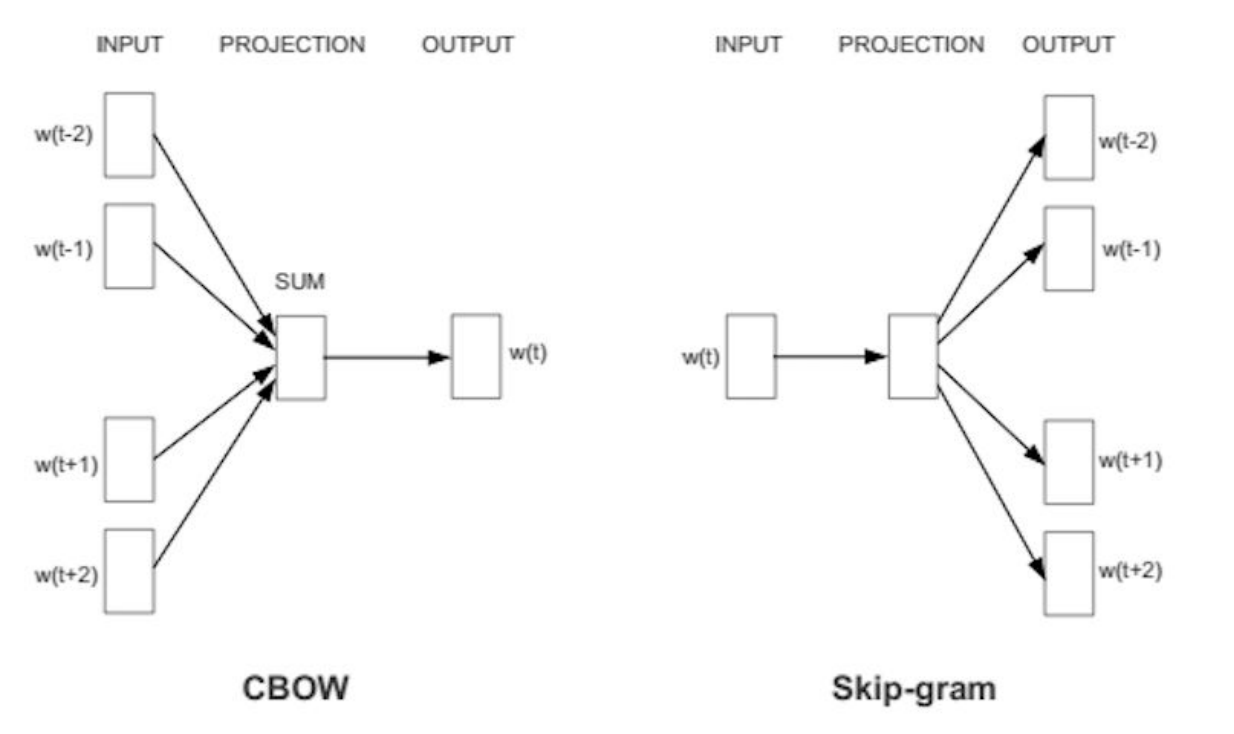 INPUT PROJECTION OUTPUT
w(t-2)
w(t-1)
SUM
w(t)
w(t+1)
w(t+2)
CBOW
INPUT PROJECTION OUTPUT
w(t-2)
w(t-1)
w(t)
w(t+1)
w(t+2)
Skip-gram